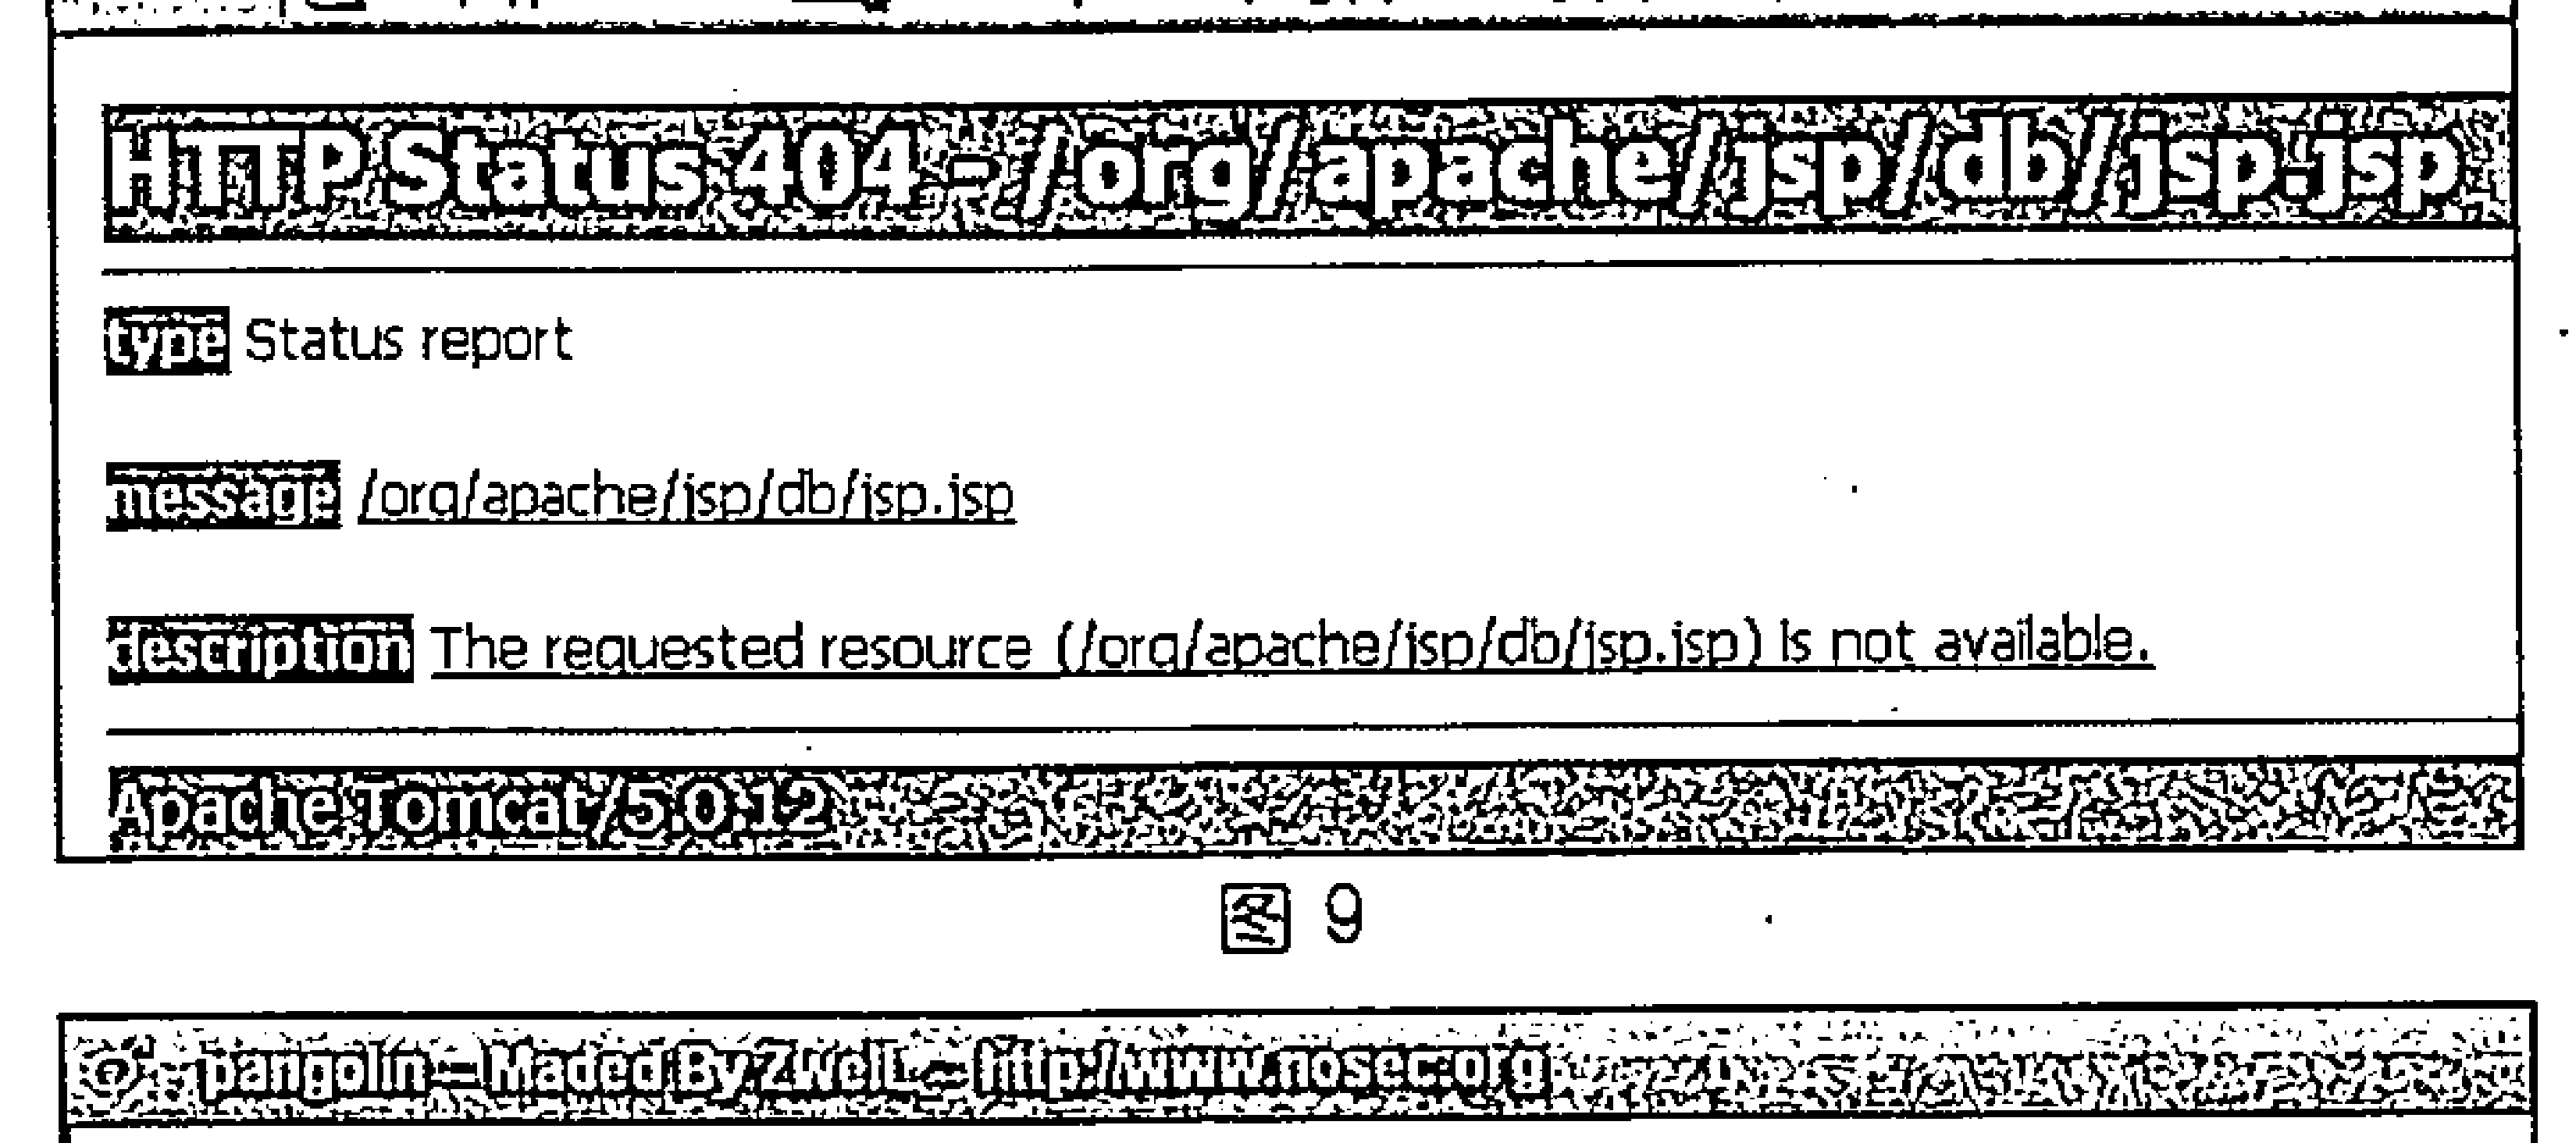 HTTP Status 404 - /org/apache/jsp/db/jsp.jsp
type Status report
message /org/apache/jsp/db/jsp.jsp
description The requested resource (/org/apache/jsp/db/jsp.jsp) is not available.
Apache Tomcat/5.0.12
图 9
pangolin - Maded By ZwelL - http://www.nosec.org